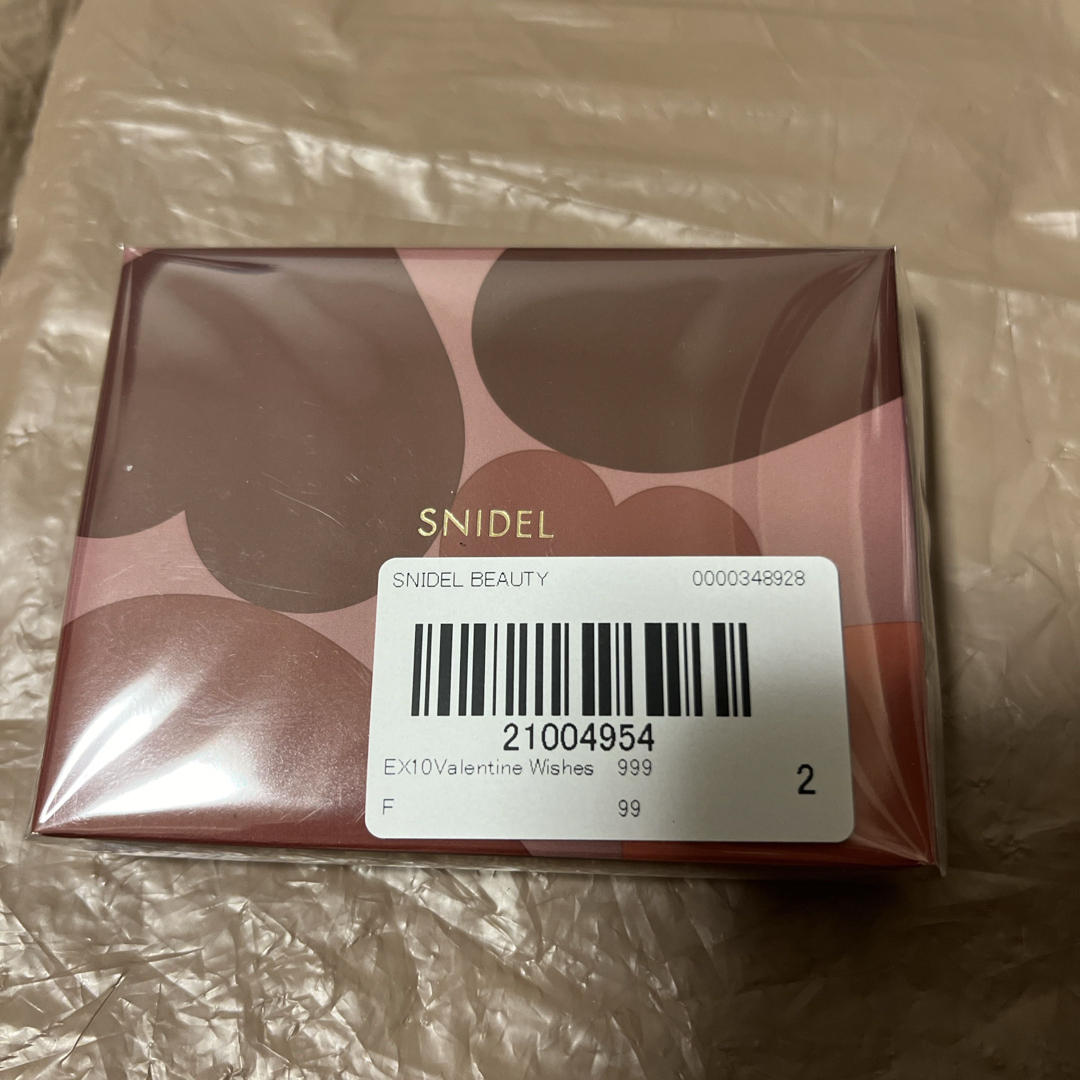 SNIDEL
SNIDEL BEAUTY 0000348928
21004954
EX10Valentine Wishes 999
2
F 99